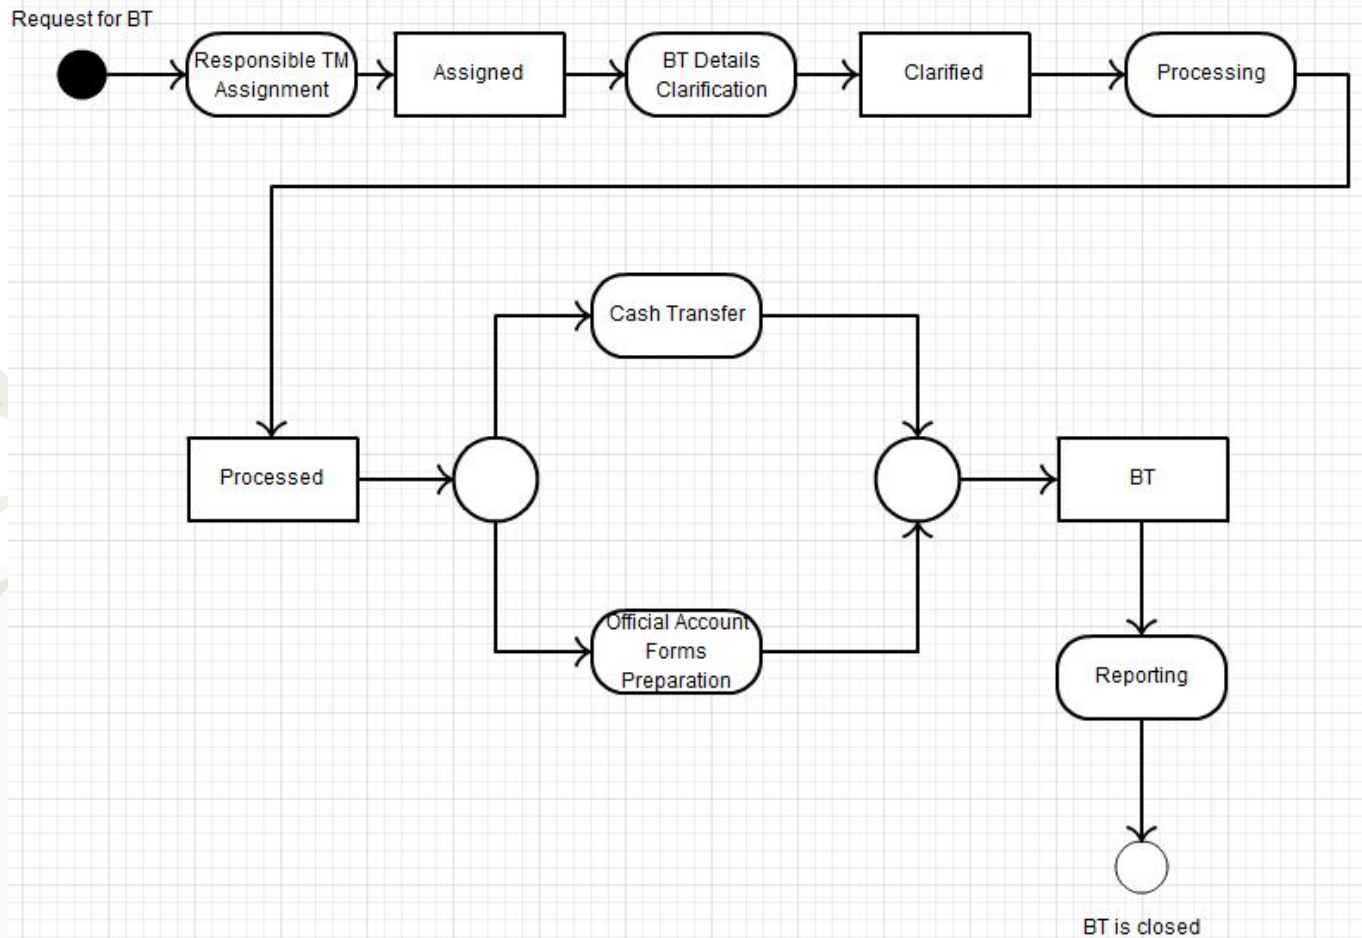 Request for BT
Responsible TM
Assignment
Assigned
BT Details
Clarification
Clarified
Processing
Cash Transfer
Processed
BT
Official Account
Forms
Preparation
Reporting
BT is closed